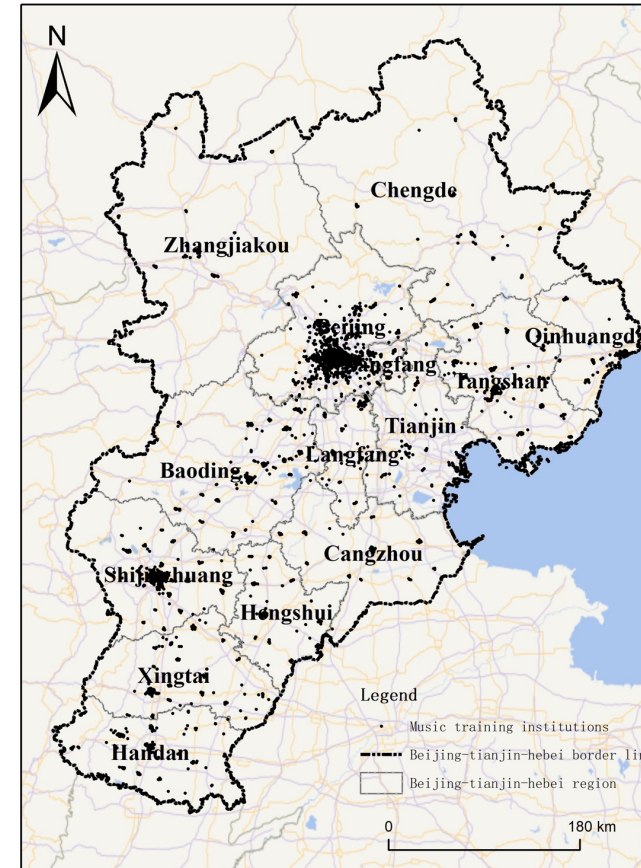 N
Chengde
Zhangjiakou
Beijing
Qinhuangd
angfang
Tangshan
Tianjin
Langfang
Baoding
Cangzhou
Shijiazhuang
Hengshui
Xingtai
Handan
Legend
Music training institutions
Beijing-tianjin-hebei border lin
Beijing-tianjin-hebei region
0 180 km